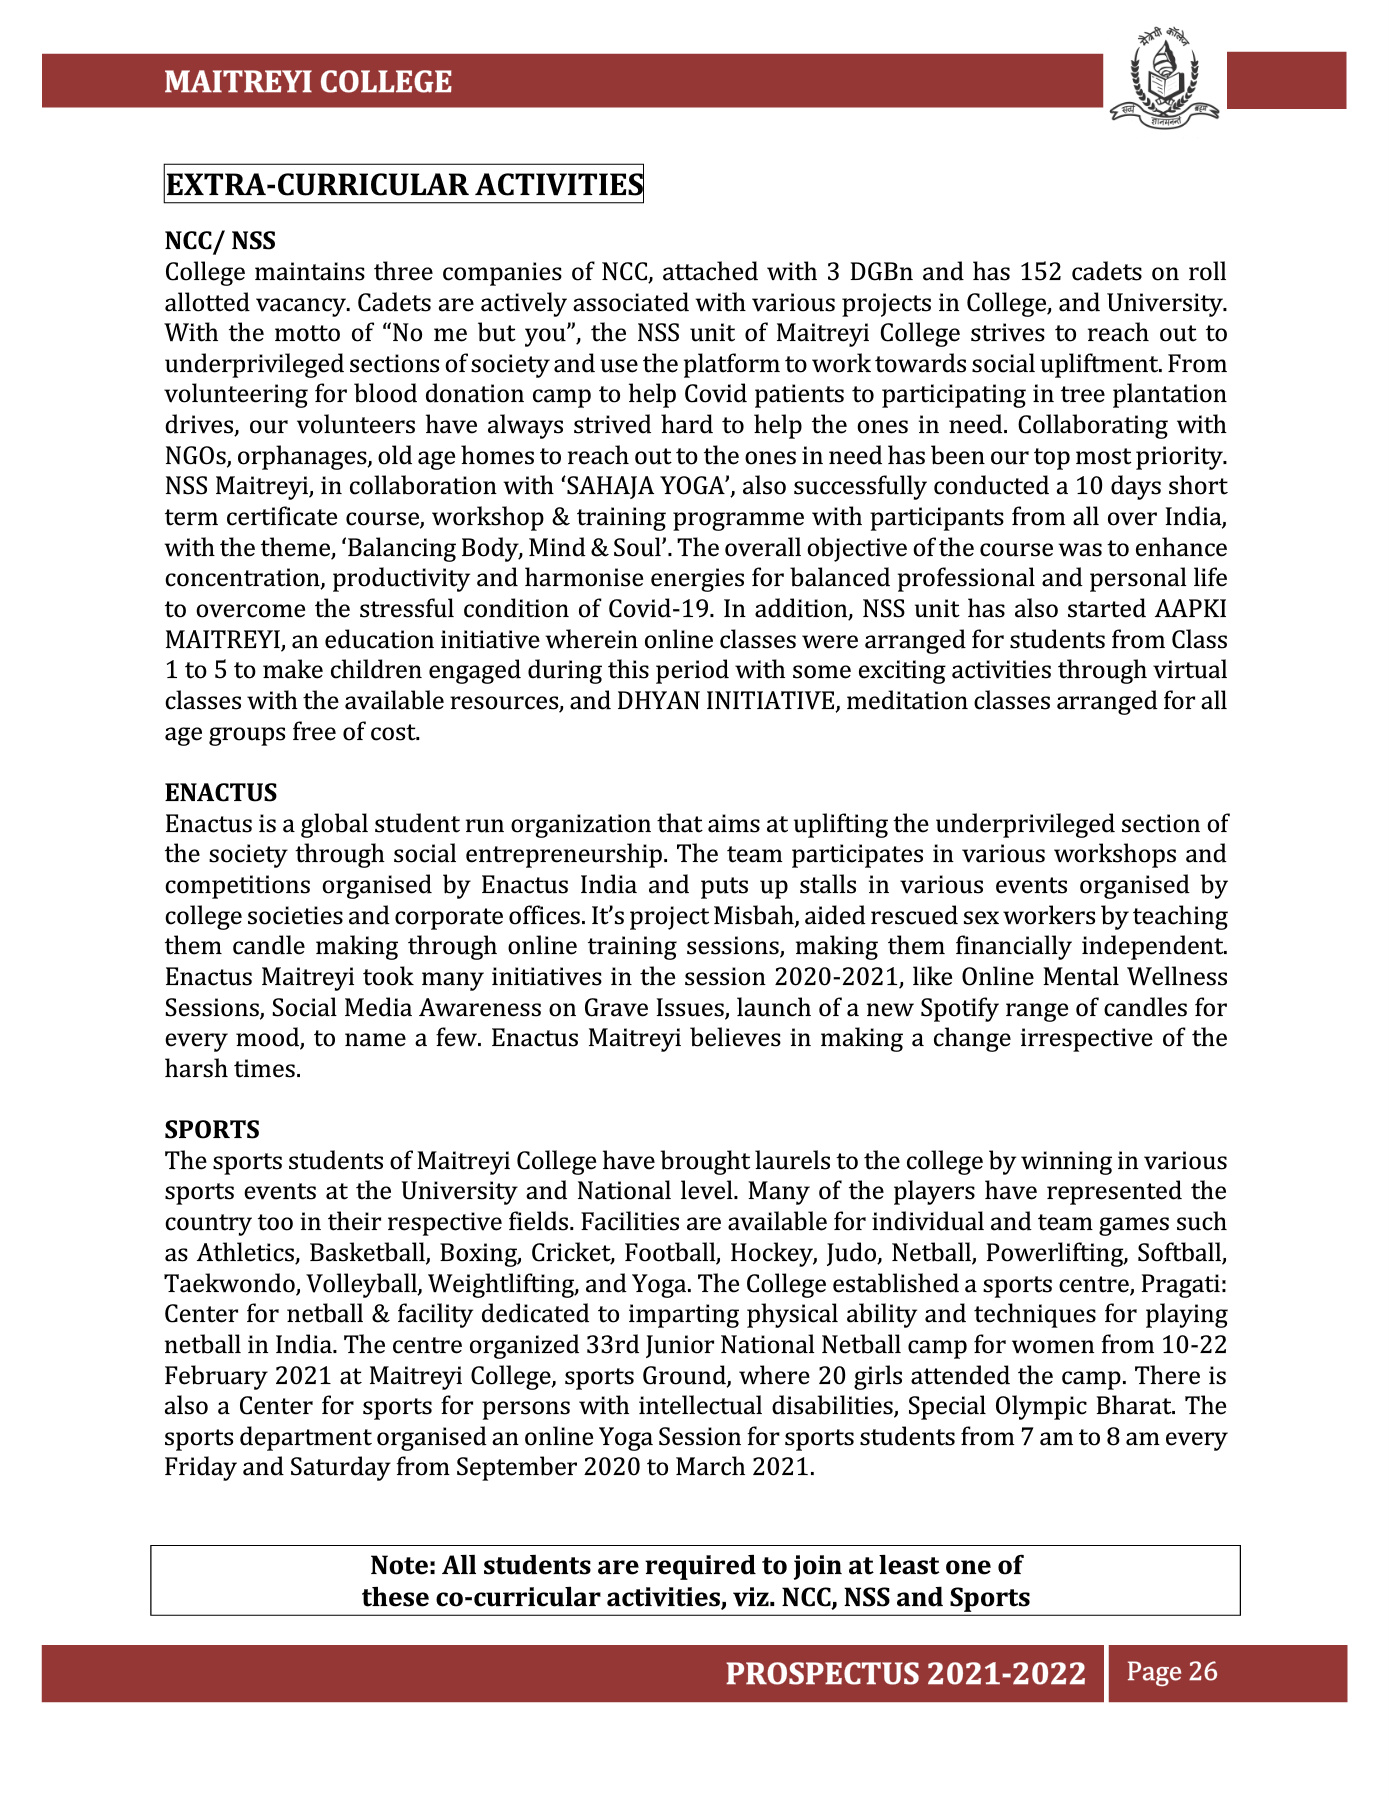 MAITREYI COLLEGE
मैत्रेयी कॉलेज
EXTRA-CURRICULAR ACTIVITIES
NCC/ NSS
College maintains three companies of NCC, attached with 3 DGBn and has 152 cadets on roll
allotted vacancy. Cadets are actively associated with various projects in College, and University.
With the motto of “No me but you”, the NSS unit of Maitreyi College strives to reach out to
underprivileged sections of society and use the platform to work towards social upliftment. From
volunteering for blood donation camp to help Covid patients to participating in tree plantation
drives, our volunteers have always strived hard to help the ones in need. Collaborating with
NGOs, orphanages, old age homes to reach out to the ones in need has been our top most priority.
NSS Maitreyi, in collaboration with ‘SAHAJA YOGA’, also successfully conducted a 10 days short
term certificate course, workshop & training programme with participants from all over India,
with the theme, ‘Balancing Body, Mind & Soul’. The overall objective of the course was to enhance
concentration, productivity and harmonise energies for balanced professional and personal life
to overcome the stressful condition of Covid-19. In addition, NSS unit has also started AAPKI
MAITREYI, an education initiative wherein online classes were arranged for students from Class
1 to 5 to make children engaged during this period with some exciting activities through virtual
classes with the available resources, and DHYAN INITIATIVE, meditation classes arranged for all
age groups free of cost.
ENACTUS
Enactus is a global student run organization that aims at uplifting the underprivileged section of
the society through social entrepreneurship. The team participates in various workshops and
competitions organised by Enactus India and puts up stalls in various events organised by
college societies and corporate offices. It’s project Misbah, aided rescued sex workers by teaching
them candle making through online training sessions, making them financially independent.
Enactus Maitreyi took many initiatives in the session 2020-2021, like Online Mental Wellness
Sessions, Social Media Awareness on Grave Issues, launch of a new Spotify range of candles for
every mood, to name a few. Enactus Maitreyi believes in making a change irrespective of the
harsh times.
SPORTS
The sports students of Maitreyi College have brought laurels to the college by winning in various
sports events at the University and National level. Many of the players have represented the
country too in their respective fields. Facilities are available for individual and team games such
as Athletics, Basketball, Boxing, Cricket, Football, Hockey, Judo, Netball, Powerlifting, Softball,
Taekwondo, Volleyball, Weightlifting, and Yoga. The College established a sports centre, Pragati:
Center for netball & facility dedicated to imparting physical ability and techniques for playing
netball in India. The centre organized 33rd Junior National Netball camp for women from 10-22
February 2021 at Maitreyi College, sports Ground, where 20 girls attended the camp. There is
also a Center for sports for persons with intellectual disabilities, Special Olympic Bharat. The
sports department organised an online Yoga Session for sports students from 7 am to 8 am every
Friday and Saturday from September 2020 to March 2021.
Note: All students are required to join at least one of
these co-curricular activities, viz. NCC, NSS and Sports
PROSPECTUS 2021-2022 Page 26